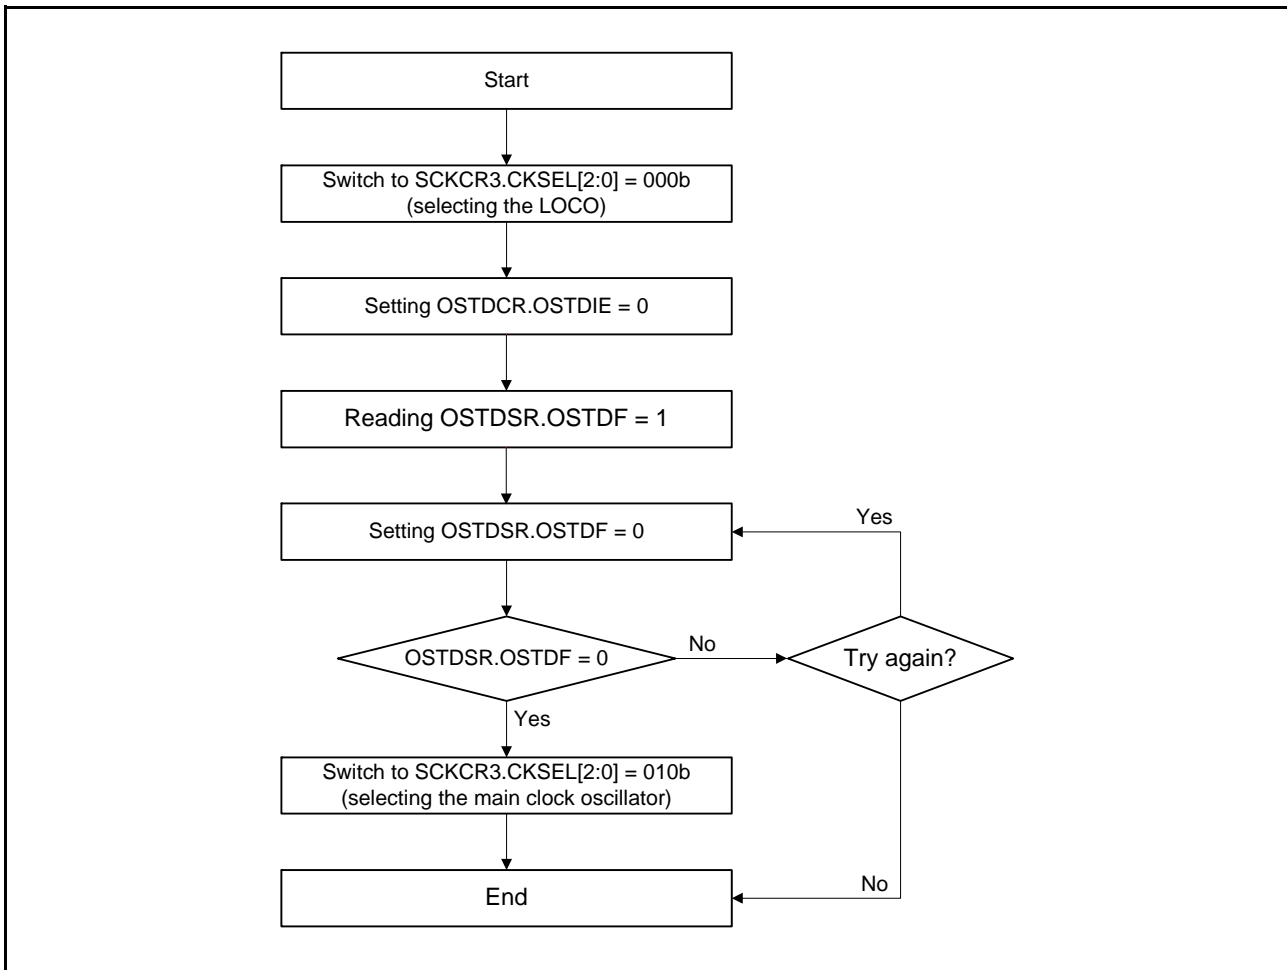 Start
Switch to SCKCR3.CKSEL[2:0] = 000b
(selecting the LOCO)
Setting OSTDCR.OSTDIE = 0
Reading OSTDSR.OSTDF = 1
Setting OSTDSR.OSTDF = 0
Yes
OSTDSR.OSTDF = 0
No
Try again?
Yes
Switch to SCKCR3.CKSEL[2:0] = 010b
(selecting the main clock oscillator)
End
No